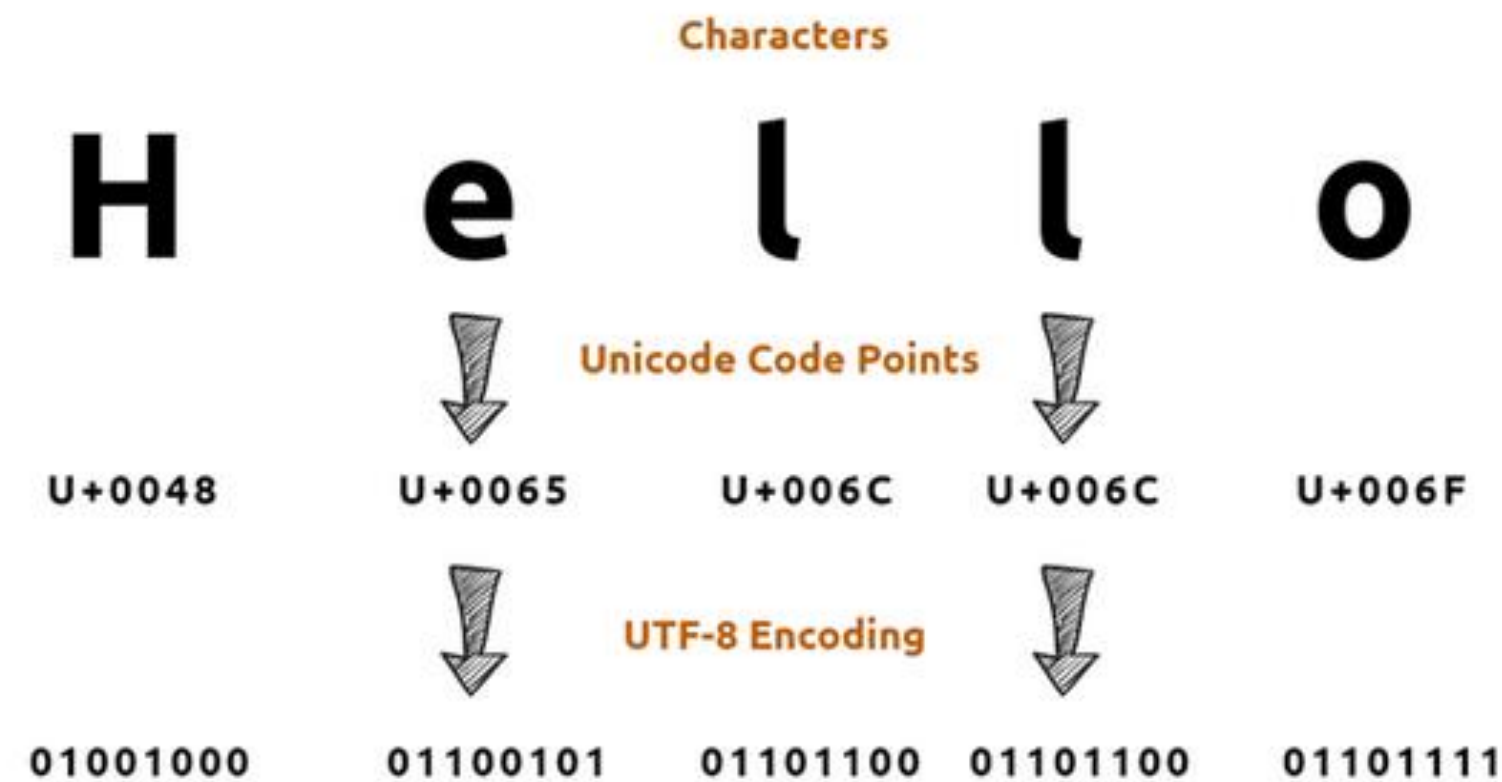 Characters
H e l l o
Unicode Code Points
U+0048 U+0065 U+006C U+006C U+006F
UTF-8 Encoding
01001000 01100101 01101100 01101100 01101111